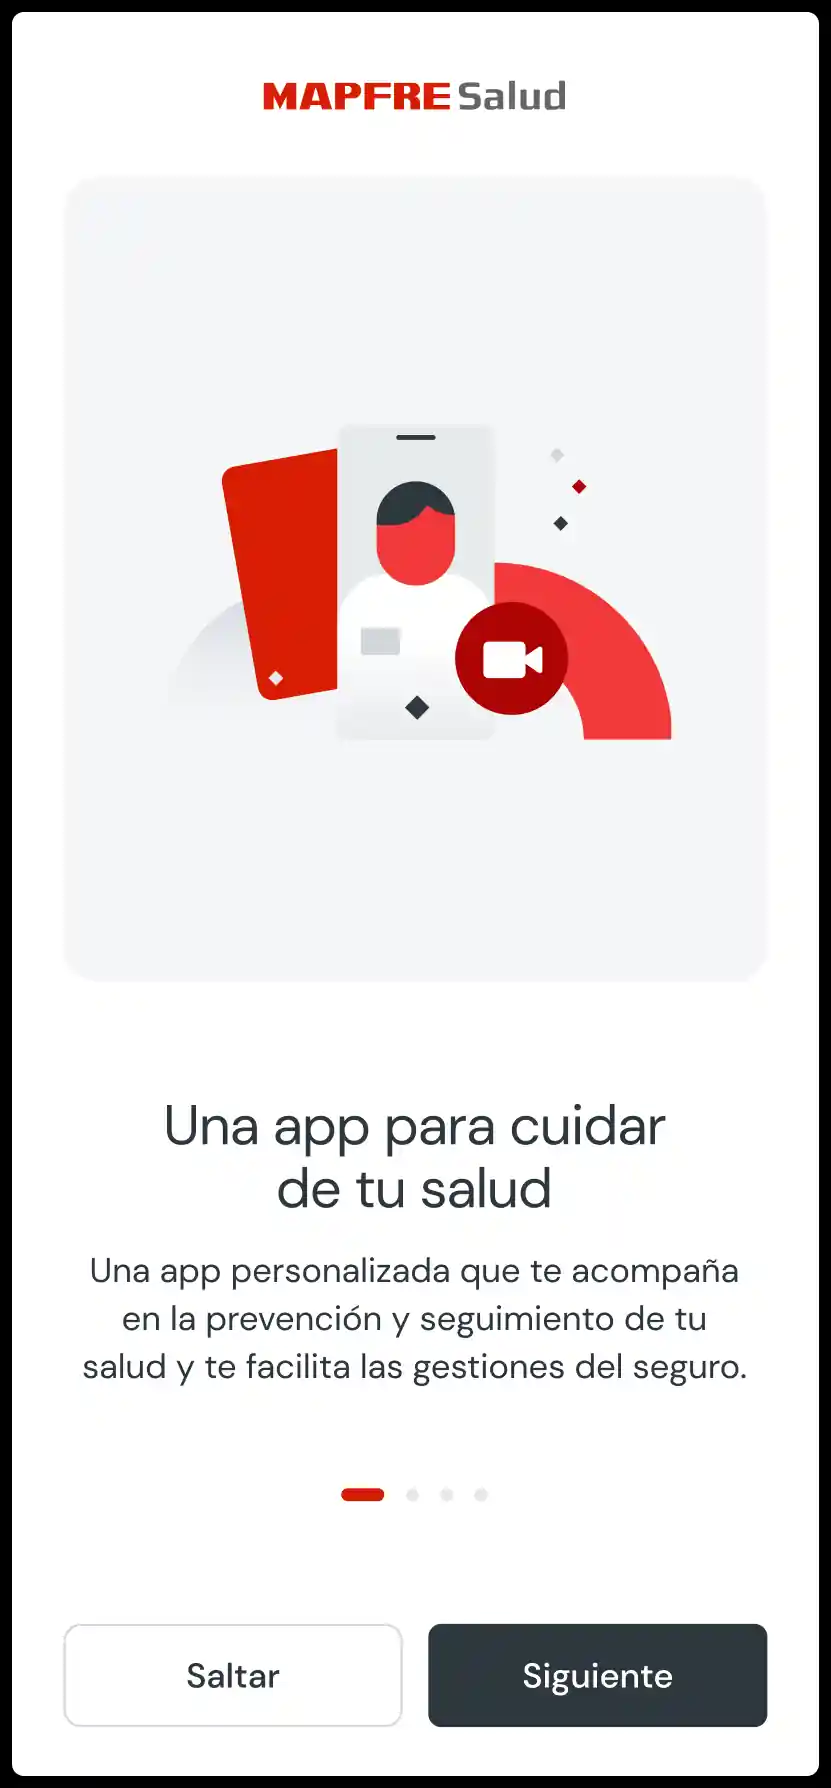 MAPFRE Salud
Una app para cuidar
de tu salud
Una app personalizada que te acompaña
en la prevención y seguimiento de tu
salud y te facilita las gestiones del seguro.
Saltar
Siguiente